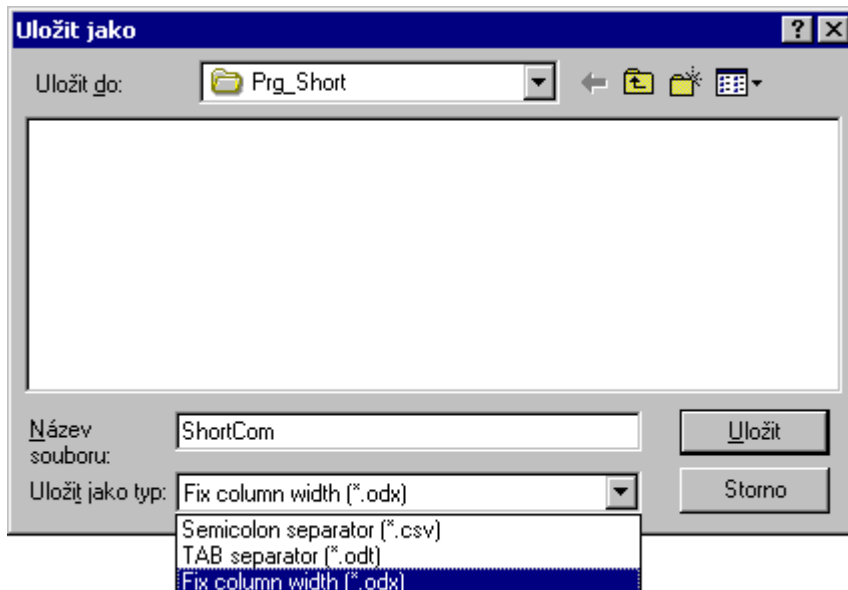 Uložit jako
Uložit do:
Prg_Short
Název souboru:
ShortCom
Uložit
Uložit jako typ:
Fix column width (*.odx)
Storno
Semicolon separator (*.csv)
TAB separator (*.odt)
Fix column width (*.odx)